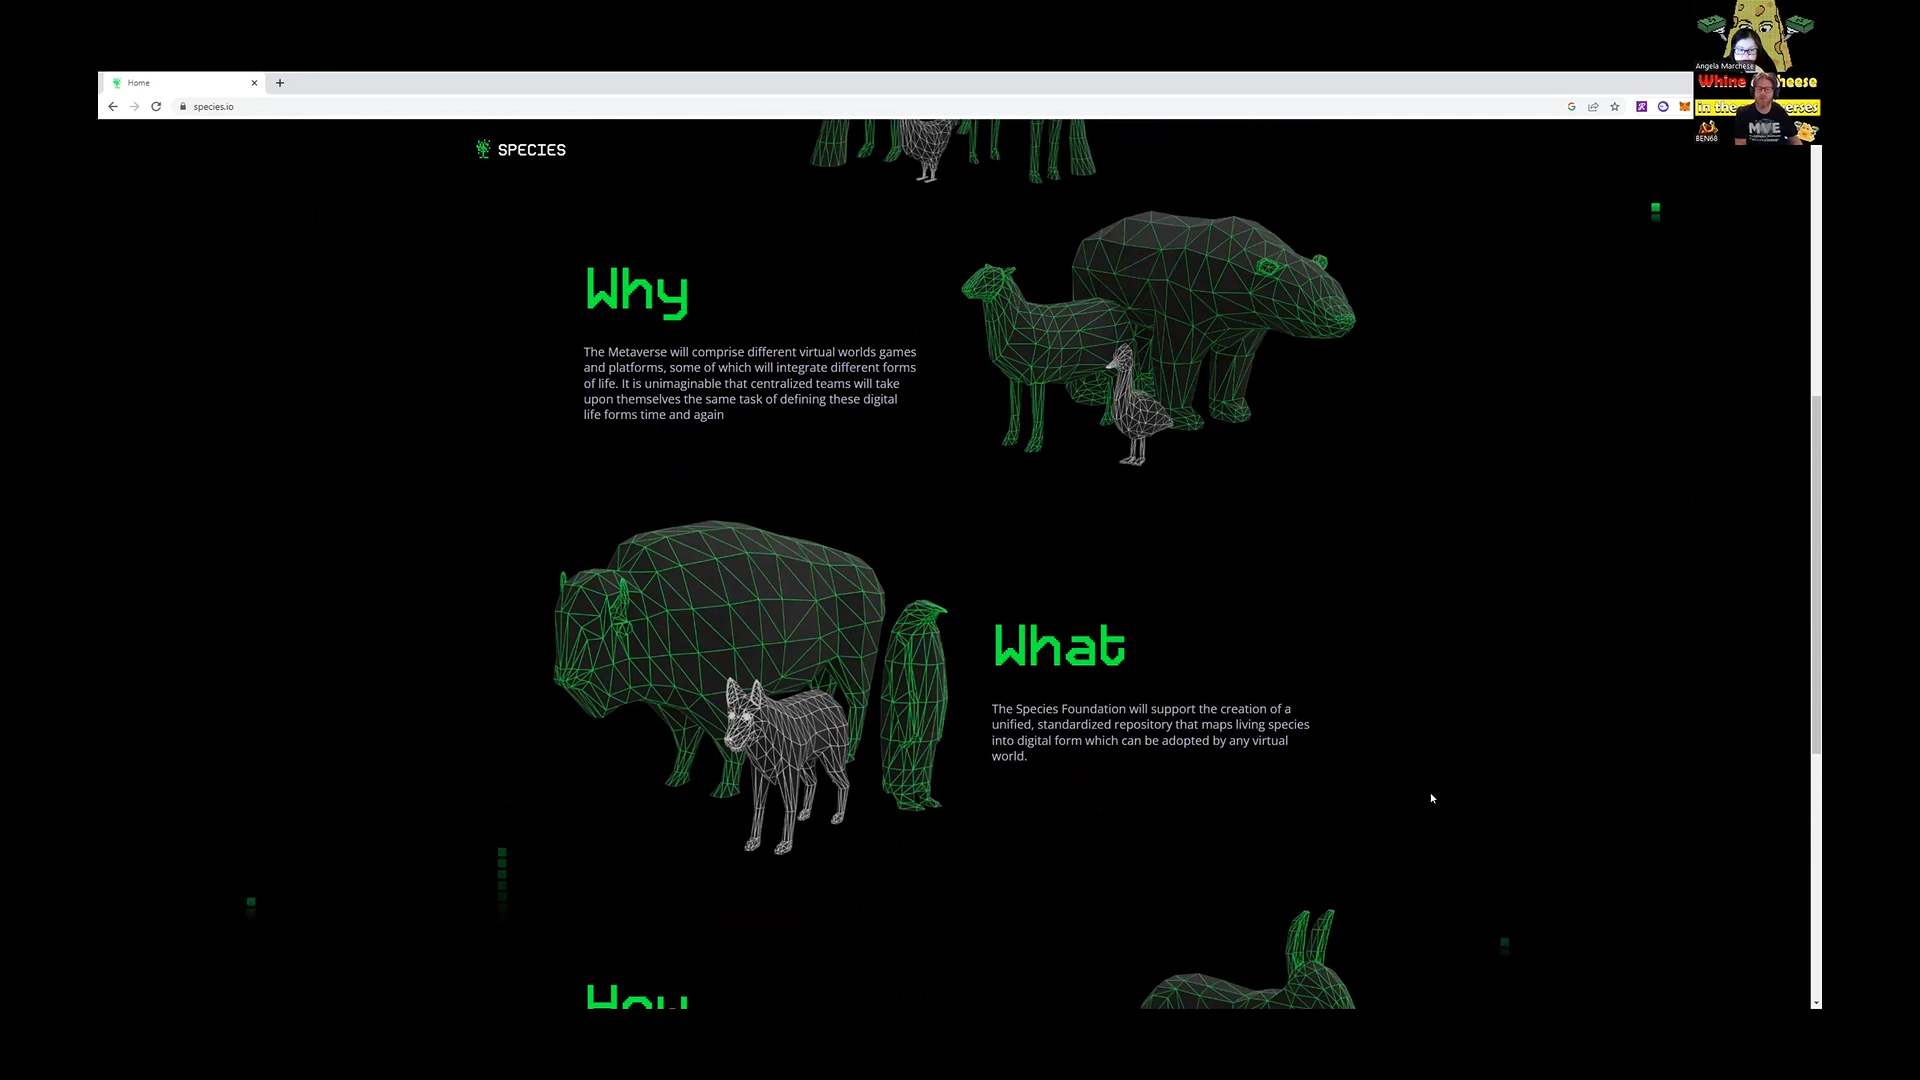 Home
species.io
Angela Marchese
Whine
heese
in the
erses
MVE
BEN68
SPECIES
Why
The Metaverse will comprise different virtual worlds games
and platforms, some of which will integrate different forms
of life. It is unimaginable that centralized teams will take
upon themselves the same task of defining these digital
life forms time and again
What
The Species Foundation will support the creation of a
unified, standardized repository that maps living species
into digital form which can be adopted by any virtual
world.
How